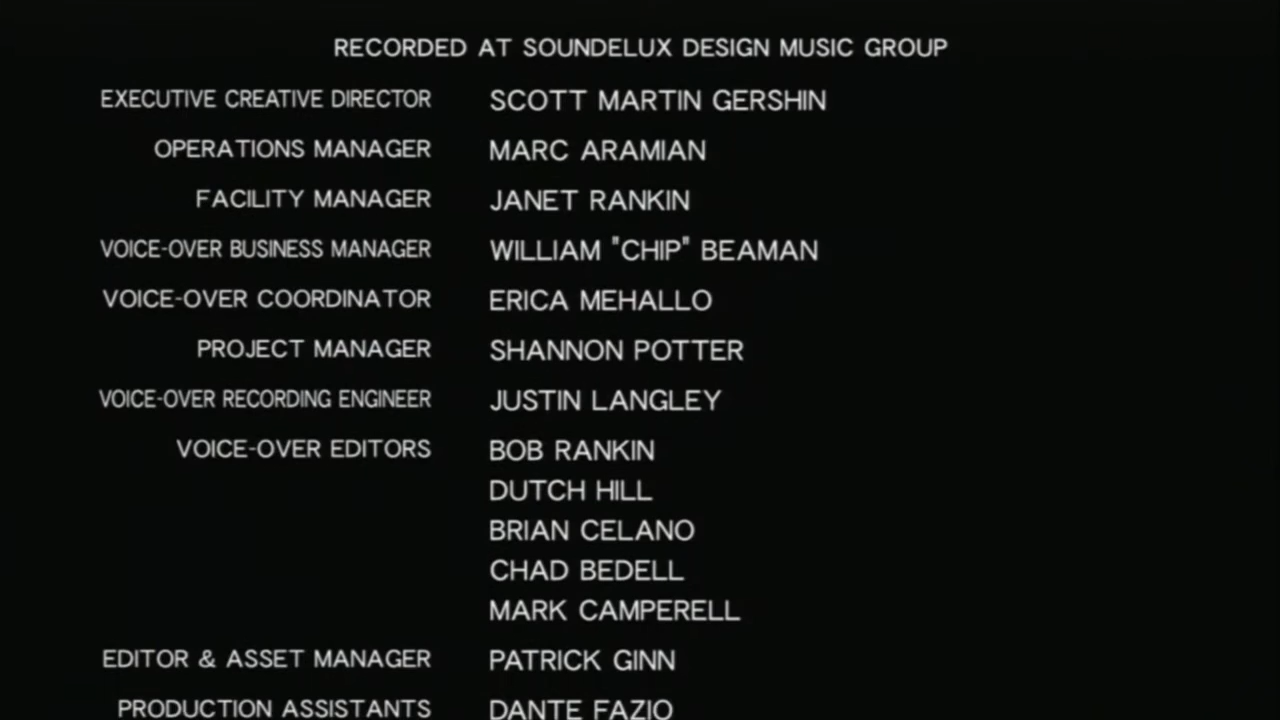 RECORDED AT SOUNDELUX DESIGN MUSIC GROUP
EXECUTIVE CREATIVE DIRECTOR SCOTT MARTIN GERSHIN
OPERATIONS MANAGER MARC ARAMIAN
FACILITY MANAGER JANET RANKIN
VOICE-OVER BUSINESS MANAGER WILLIAM "CHIP" BEAMAN
VOICE-OVER COORDINATOR ERICA MEHALLO
PROJECT MANAGER SHANNON POTTER
VOICE-OVER RECORDING ENGINEER JUSTIN LANGLEY
VOICE-OVER EDITORS BOB RANKIN
DUTCH HILL
BRIAN CELANO
CHAD BEDELL
MARK CAMPERELL
EDITOR & ASSET MANAGER PATRICK GINN
PRODUCTION ASSISTANTS DANTE FAZIO